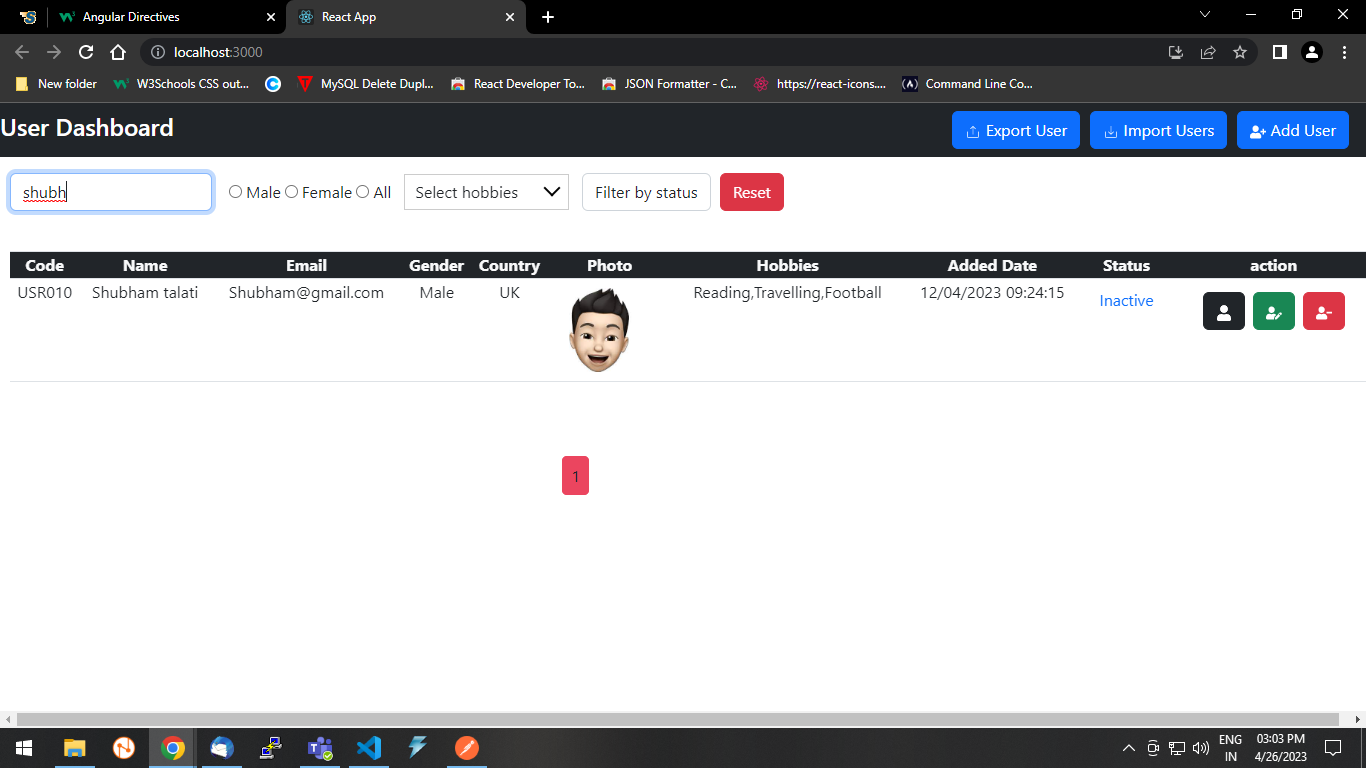 Angular Directives
React App
localhost:3000
New folder
W3Schools CSS out...
MySQL Delete Dupl...
React Developer To...
JSON Formatter - C...
https://react-icons....
Command Line Co...
User Dashboard
Export User
Import Users
Add User
shubh
Male
Female
All
Select hobbies
Filter by status
Reset
Code Name Email Gender Country Photo Hobbies Added Date Status action
USR010 Shubham talati Shubham@gmail.com Male UK Reading,Travelling,Football 12/04/2023 09:24:15 Inactive
1
ENG
IN
03:03 PM
4/26/2023